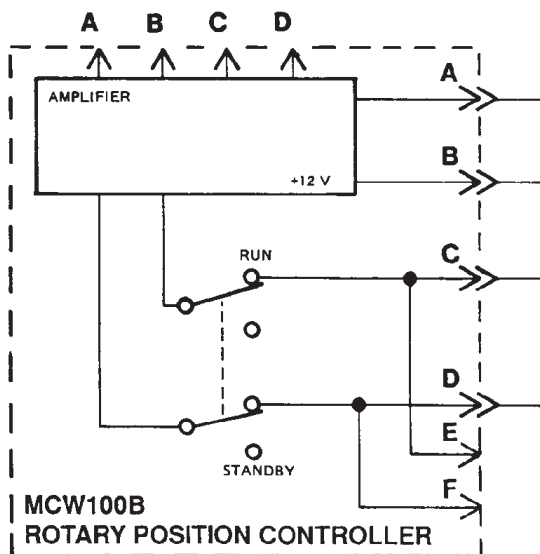 A B C D
AMPLIFIER
A
+12 V
B
RUN
C
D
E
STANDBY
F
MCW100B
ROTARY POSITION CONTROLLER